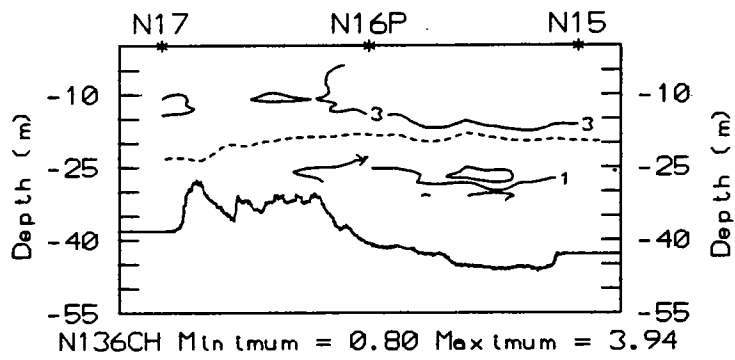 N17 N16P N15
-10 3 3 -10
-25 1 -25
-40 -40
-55 -55
Depth (m)
Depth (m)
N136CH Minimum = 0.80 Maximum = 3.94